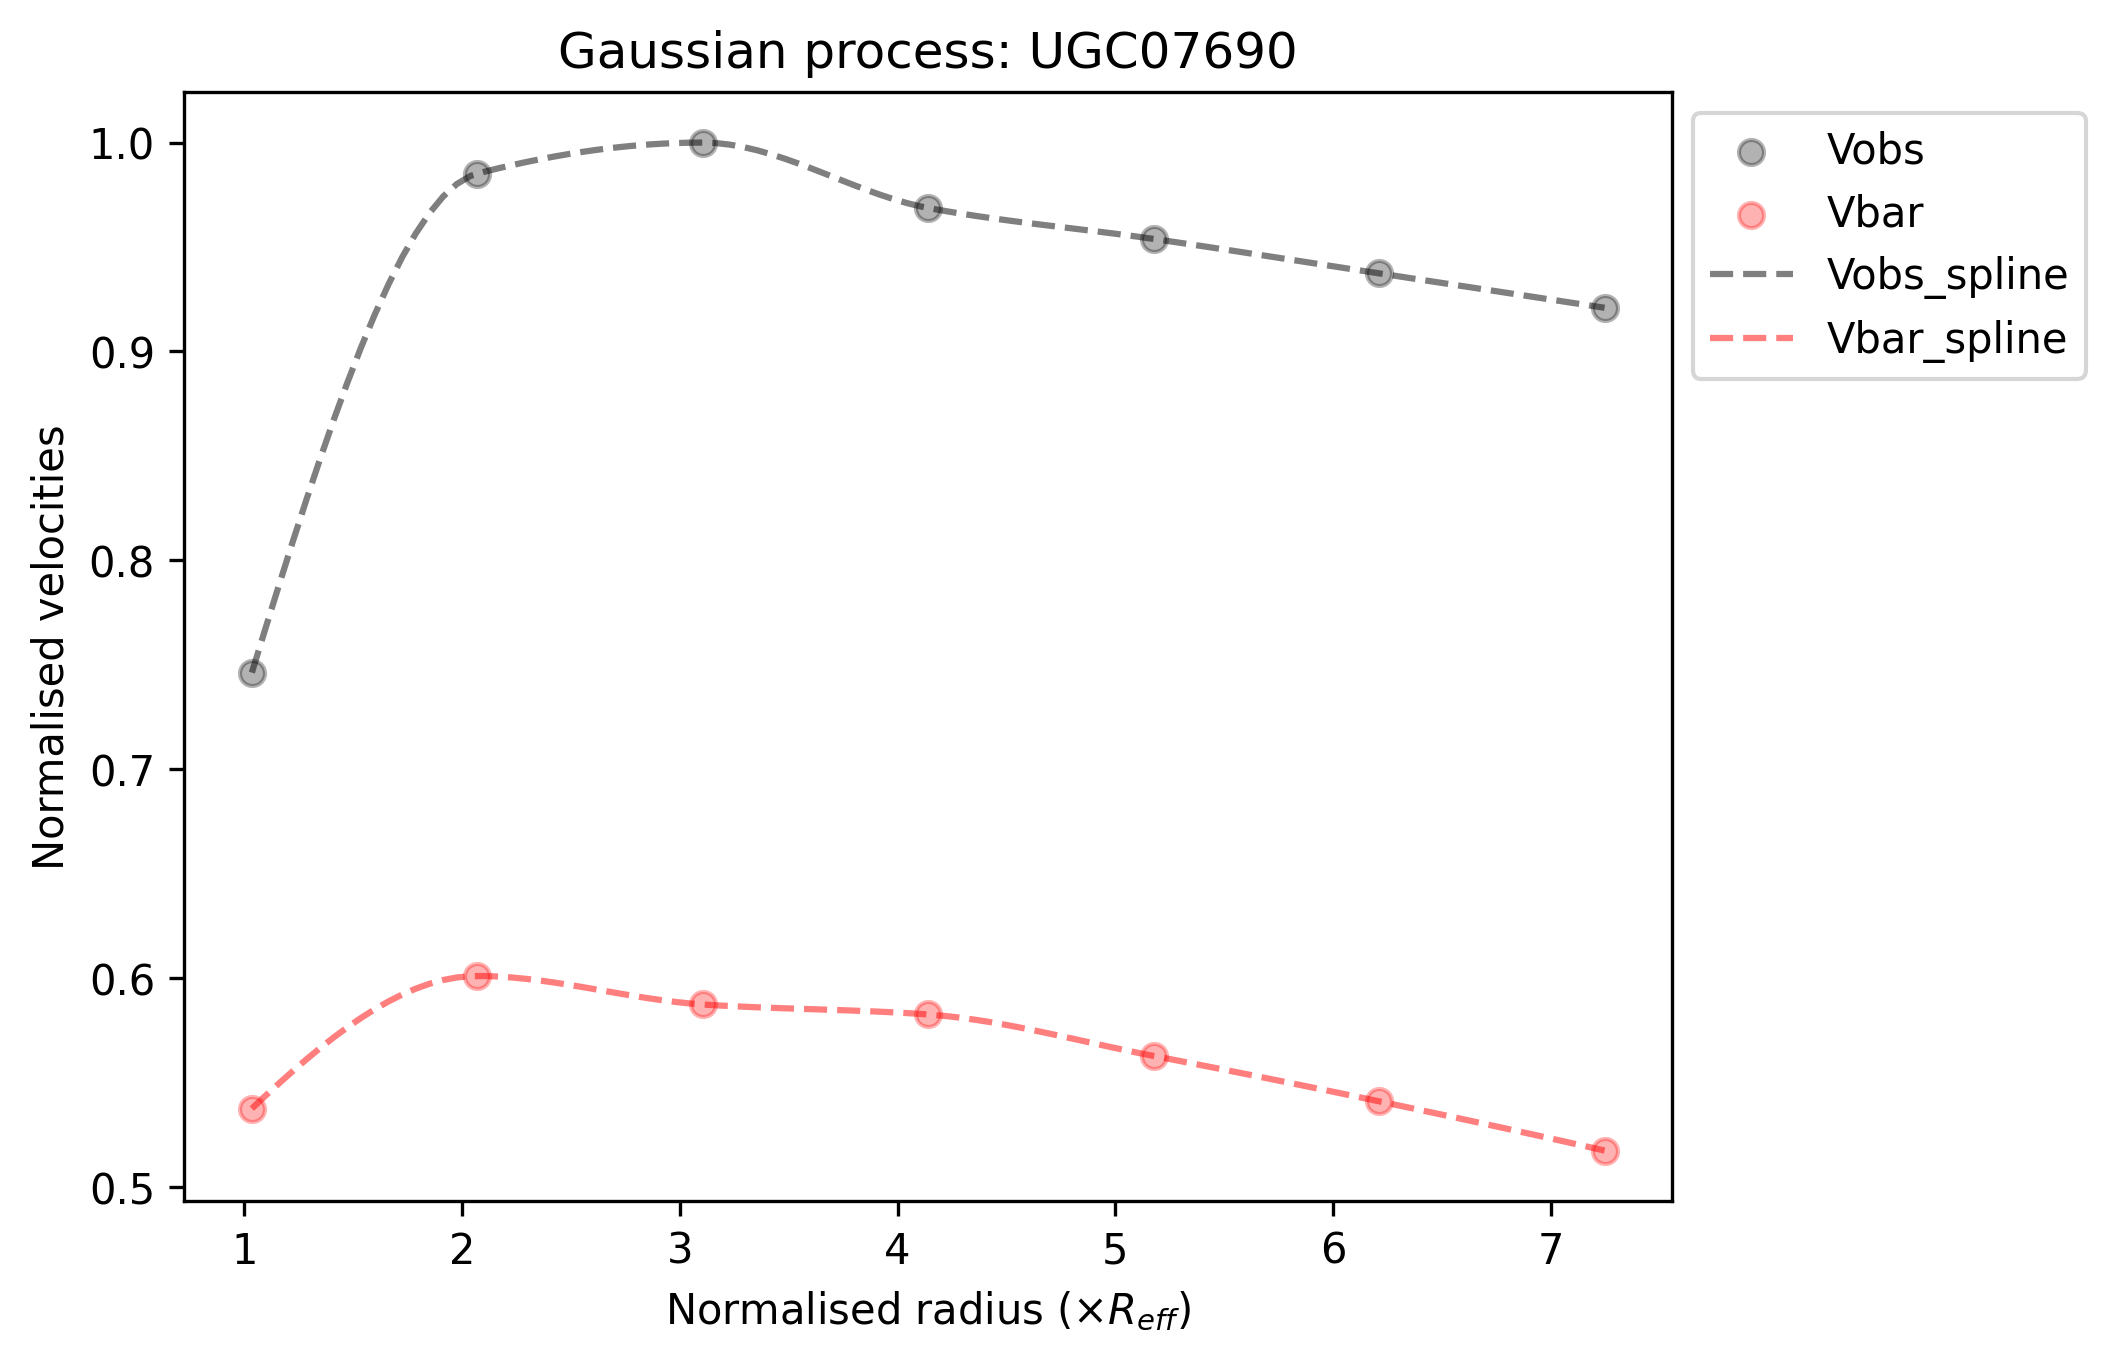 Gaussian process: UGC07690
Normalised velocities
1.0
0.9
0.8
0.7
0.6
0.5
1 2 3 4 5 6 7
Normalised radius (×R_eff)
Vobs
Vbar
Vobs_spline
Vbar_spline